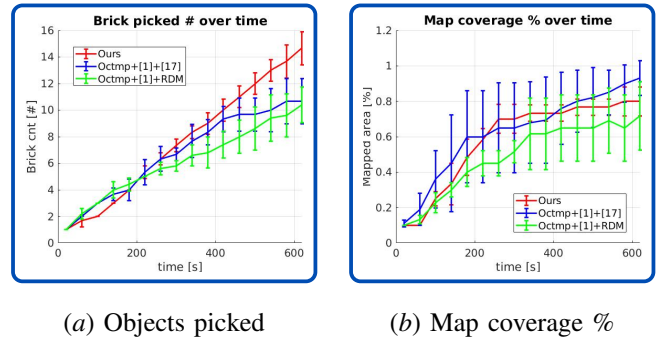 Brick picked # over time
16
14
12
10
8
6
4
2
0
Brick cnt [#]
Ours
Octmp+[1]+[17]
Octmp+[1]+RDM
0 200 400 600
time [s]
(a) Objects picked
Map coverage % over time
1
0.8
0.6
0.4
0.2
0
Mapped area [%]
Ours
Octmp+[1]+[17]
Octmp+[1]+RDM
0 200 400 600
time [s]
(b) Map coverage %